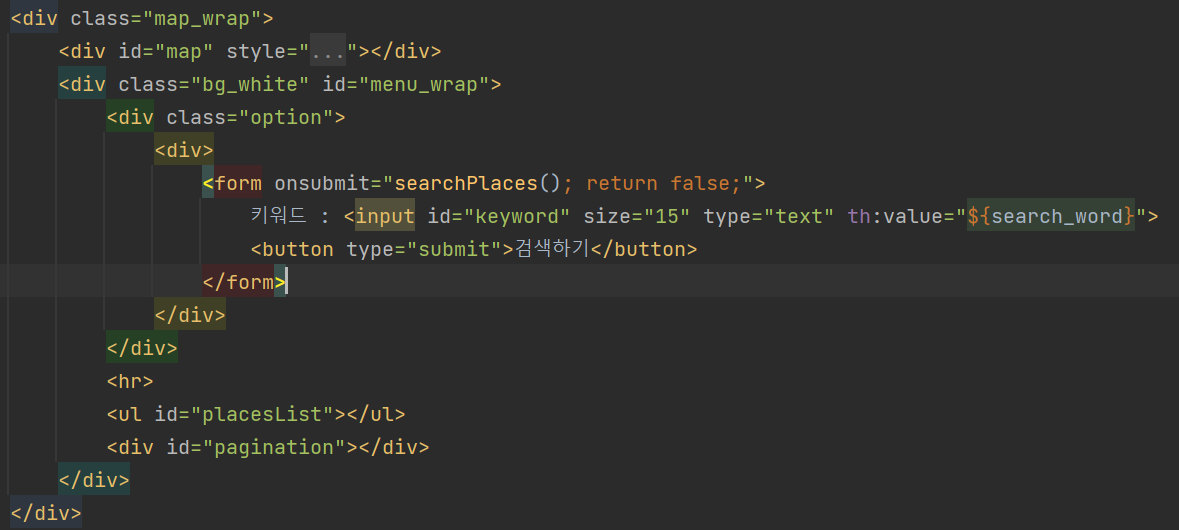 <div class="map_wrap">
<div id="map" style="..."></div>
<div class="bg_white" id="menu_wrap">
<div class="option">
<div>
<form onsubmit="searchPlaces(); return false;">
키워드 : <input id="keyword" size="15" type="text" th:value="${search_word}">
<button type="submit">검색하기</button>
</form>
</div>
</div>
<hr>
<ul id="placesList"></ul>
<div id="pagination"></div>
</div>
</div>